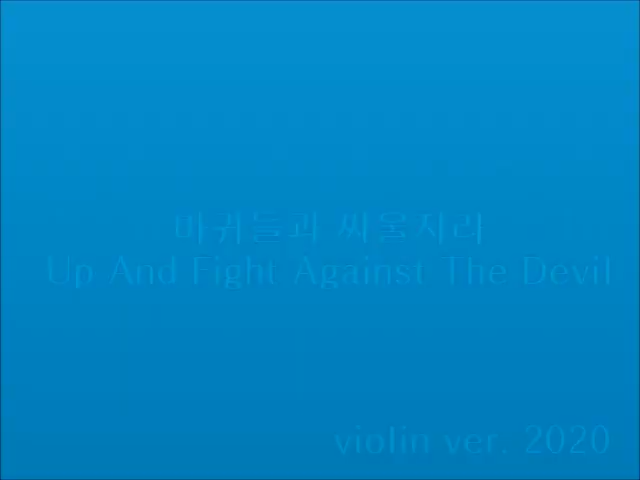 마귀들과 싸울지라
Up And Fight Against The Devil
violin ver. 2020